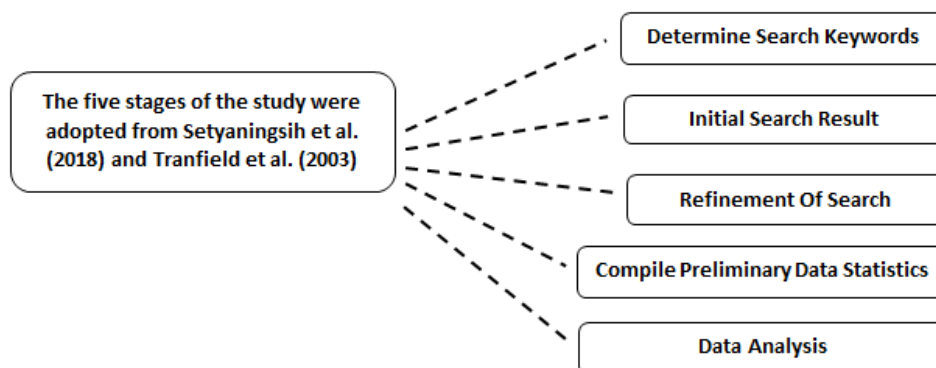 The five stages of the study were
adopted from Setyaningsih et al.
(2018) and Tranfield et al. (2003)
Determine Search Keywords
Initial Search Result
Refinement Of Search
Compile Preliminary Data Statistics
Data Analysis